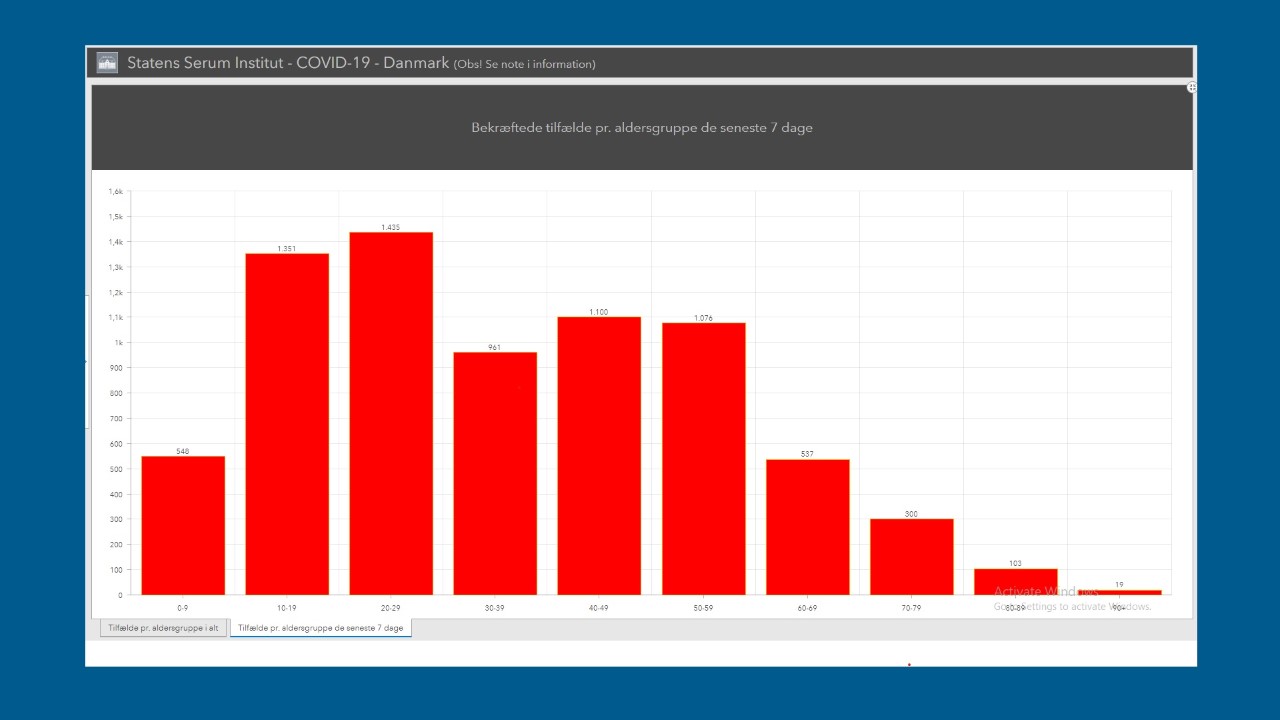 Statens Serum Institut - COVID-19 - Danmark (Obs! Se note i information)
Bekræftede tilfælde pr. aldersgruppe de seneste 7 dage
1,6k
1,5k
1,4k
1,3k
1,2k
1,1k
1k
900
800
700
600
500
400
300
200
100
0
548
1.351
1.435
961
1.100
1.076
537
300
103
19
0-9
10-19
20-29
30-39
40-49
50-59
60-69
70-79
80-89
90+
Activate Windows
Go to Settings to activate Windows.
Tilfælde pr. aldersgruppe i alt
Tilfælde pr. aldersgruppe de seneste 7 dage